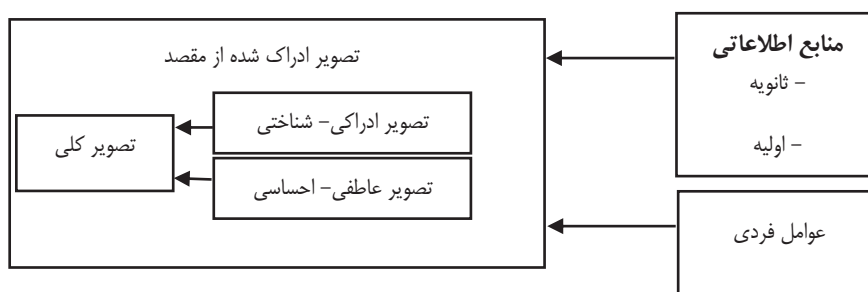 منابع اطلاعاتی
– ثانویه
– اولیه
عوامل فردی
تصویر ادراک شده از مقصد
تصویر ادراکی– شناختی
تصویر عاطفی– احساسی
تصویر کلی